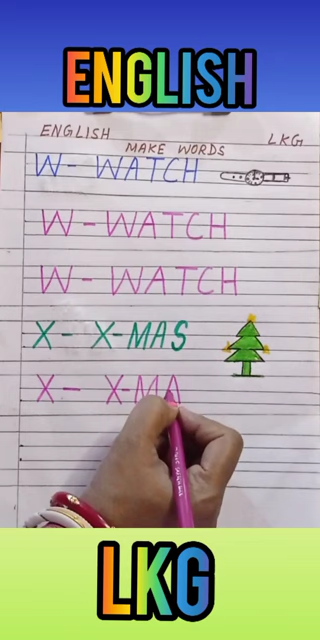 ENGLISH
ENGLISH LKG
MAKE WORDS
W - WATCH
W - WATCH
W - WATCH
X - X-MAS
X - X-MA
LKG